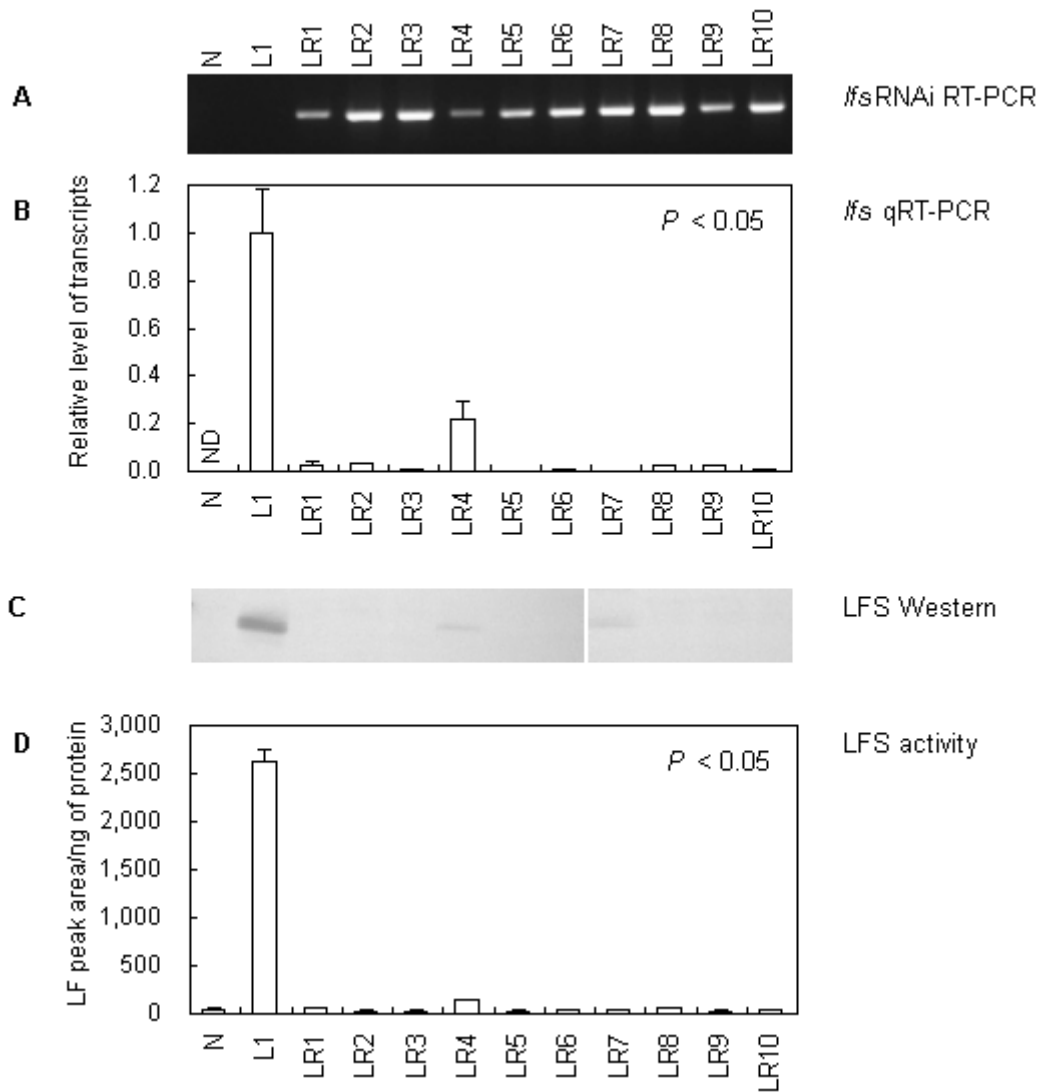 N L1 LR1 LR2 LR3 LR4 LR5 LR6 LR7 LR8 LR9 LR10
A
lfsRNAi RT-PCR
B
lfs qRT-PCR
Relative level of transcripts
1.2
1.0
0.8
0.6
0.4
0.2
0.0
P < 0.05
ND
N L1 LR1 LR2 LR3 LR4 LR5 LR6 LR7 LR8 LR9 LR10
C
LFS Western
D
LFS activity
LF peak area/ng of protein
3,000
2,500
2,000
1,500
1,000
500
0
P < 0.05
N L1 LR1 LR2 LR3 LR4 LR5 LR6 LR7 LR8 LR9 LR10